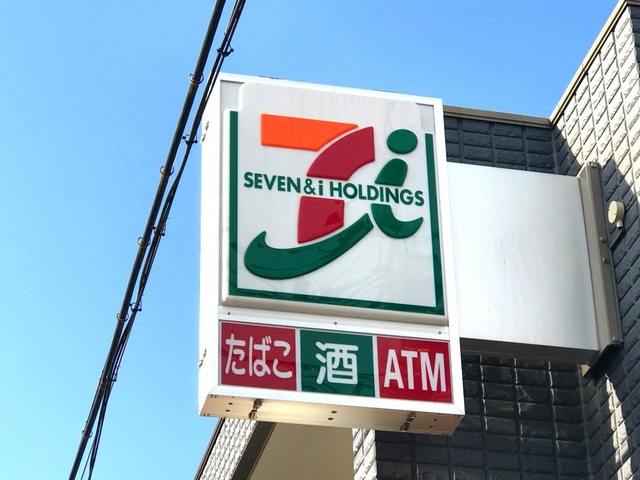 SEVEN&i HOLDINGS
たばこ 酒 ATM